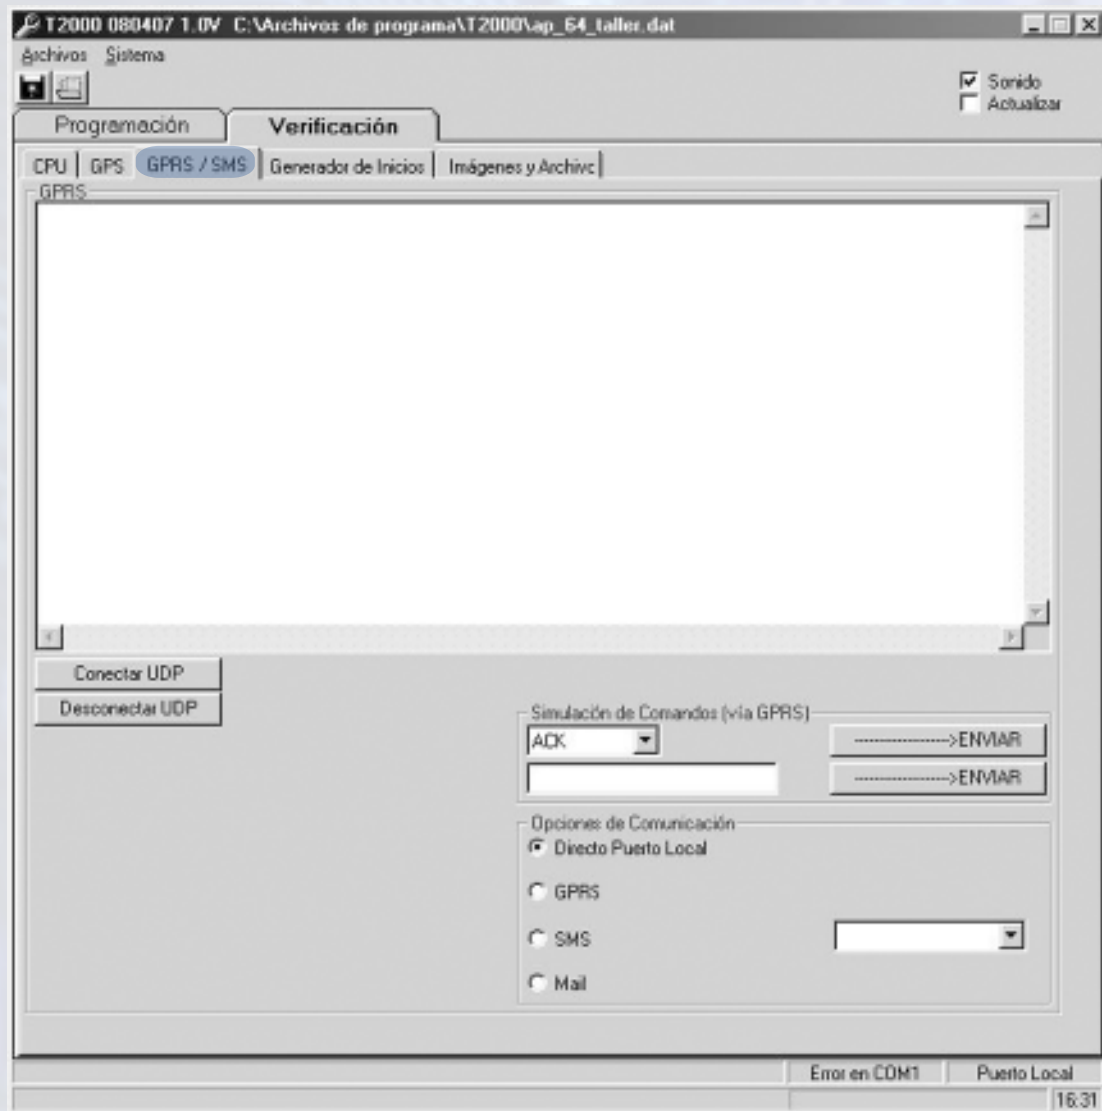 T2000 080407 1.0V C:\Archivos de programa\T2000\ap_64_taller.dat
Archivos Sistema
Sonido
Actualizar
Programación Verificación
CPU GPS GPRS / SMS Generador de Inicios Imágenes y Archivc
GPRS
Conectar UDP
Desconectar UDP
Simulación de Comandos (vía GPRS)
ACK ------------------>ENVIAR
------------------>ENVIAR
Opciones de Comunicación
Directo Puerto Local
GPRS
SMS
Mail
Error en COM1 Puerto Local
16:31